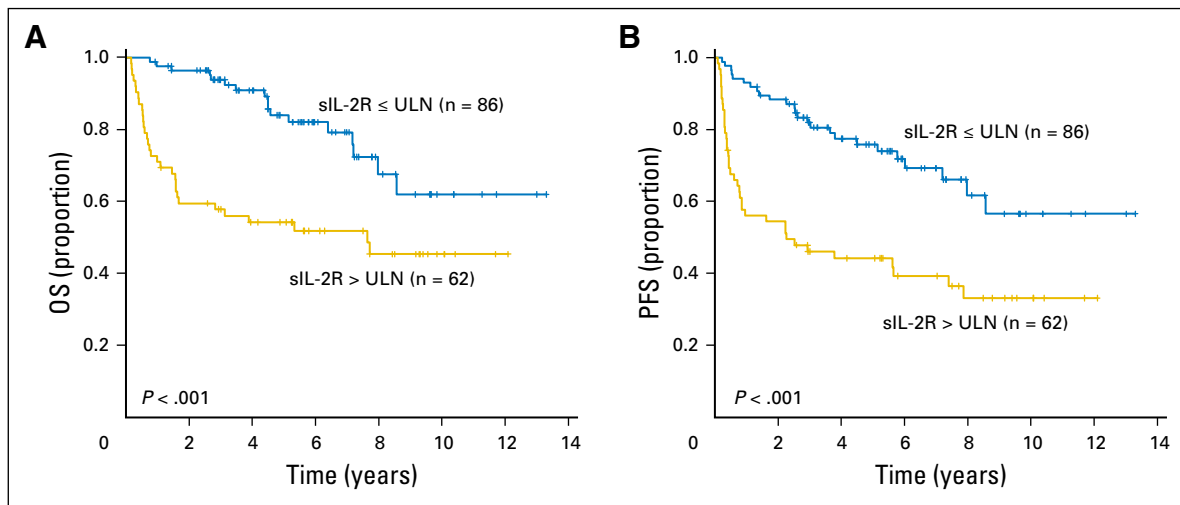 A
1.0
0.8
0.6
0.4
0.2
0
2
4
6
8
10
12
14
OS (proportion)
Time (years)
sIL-2R ≤ ULN (n = 86)
sIL-2R > ULN (n = 62)
P < .001
B
1.0
0.8
0.6
0.4
0.2
0
2
4
6
8
10
12
14
PFS (proportion)
Time (years)
sIL-2R ≤ ULN (n = 86)
sIL-2R > ULN (n = 62)
P < .001